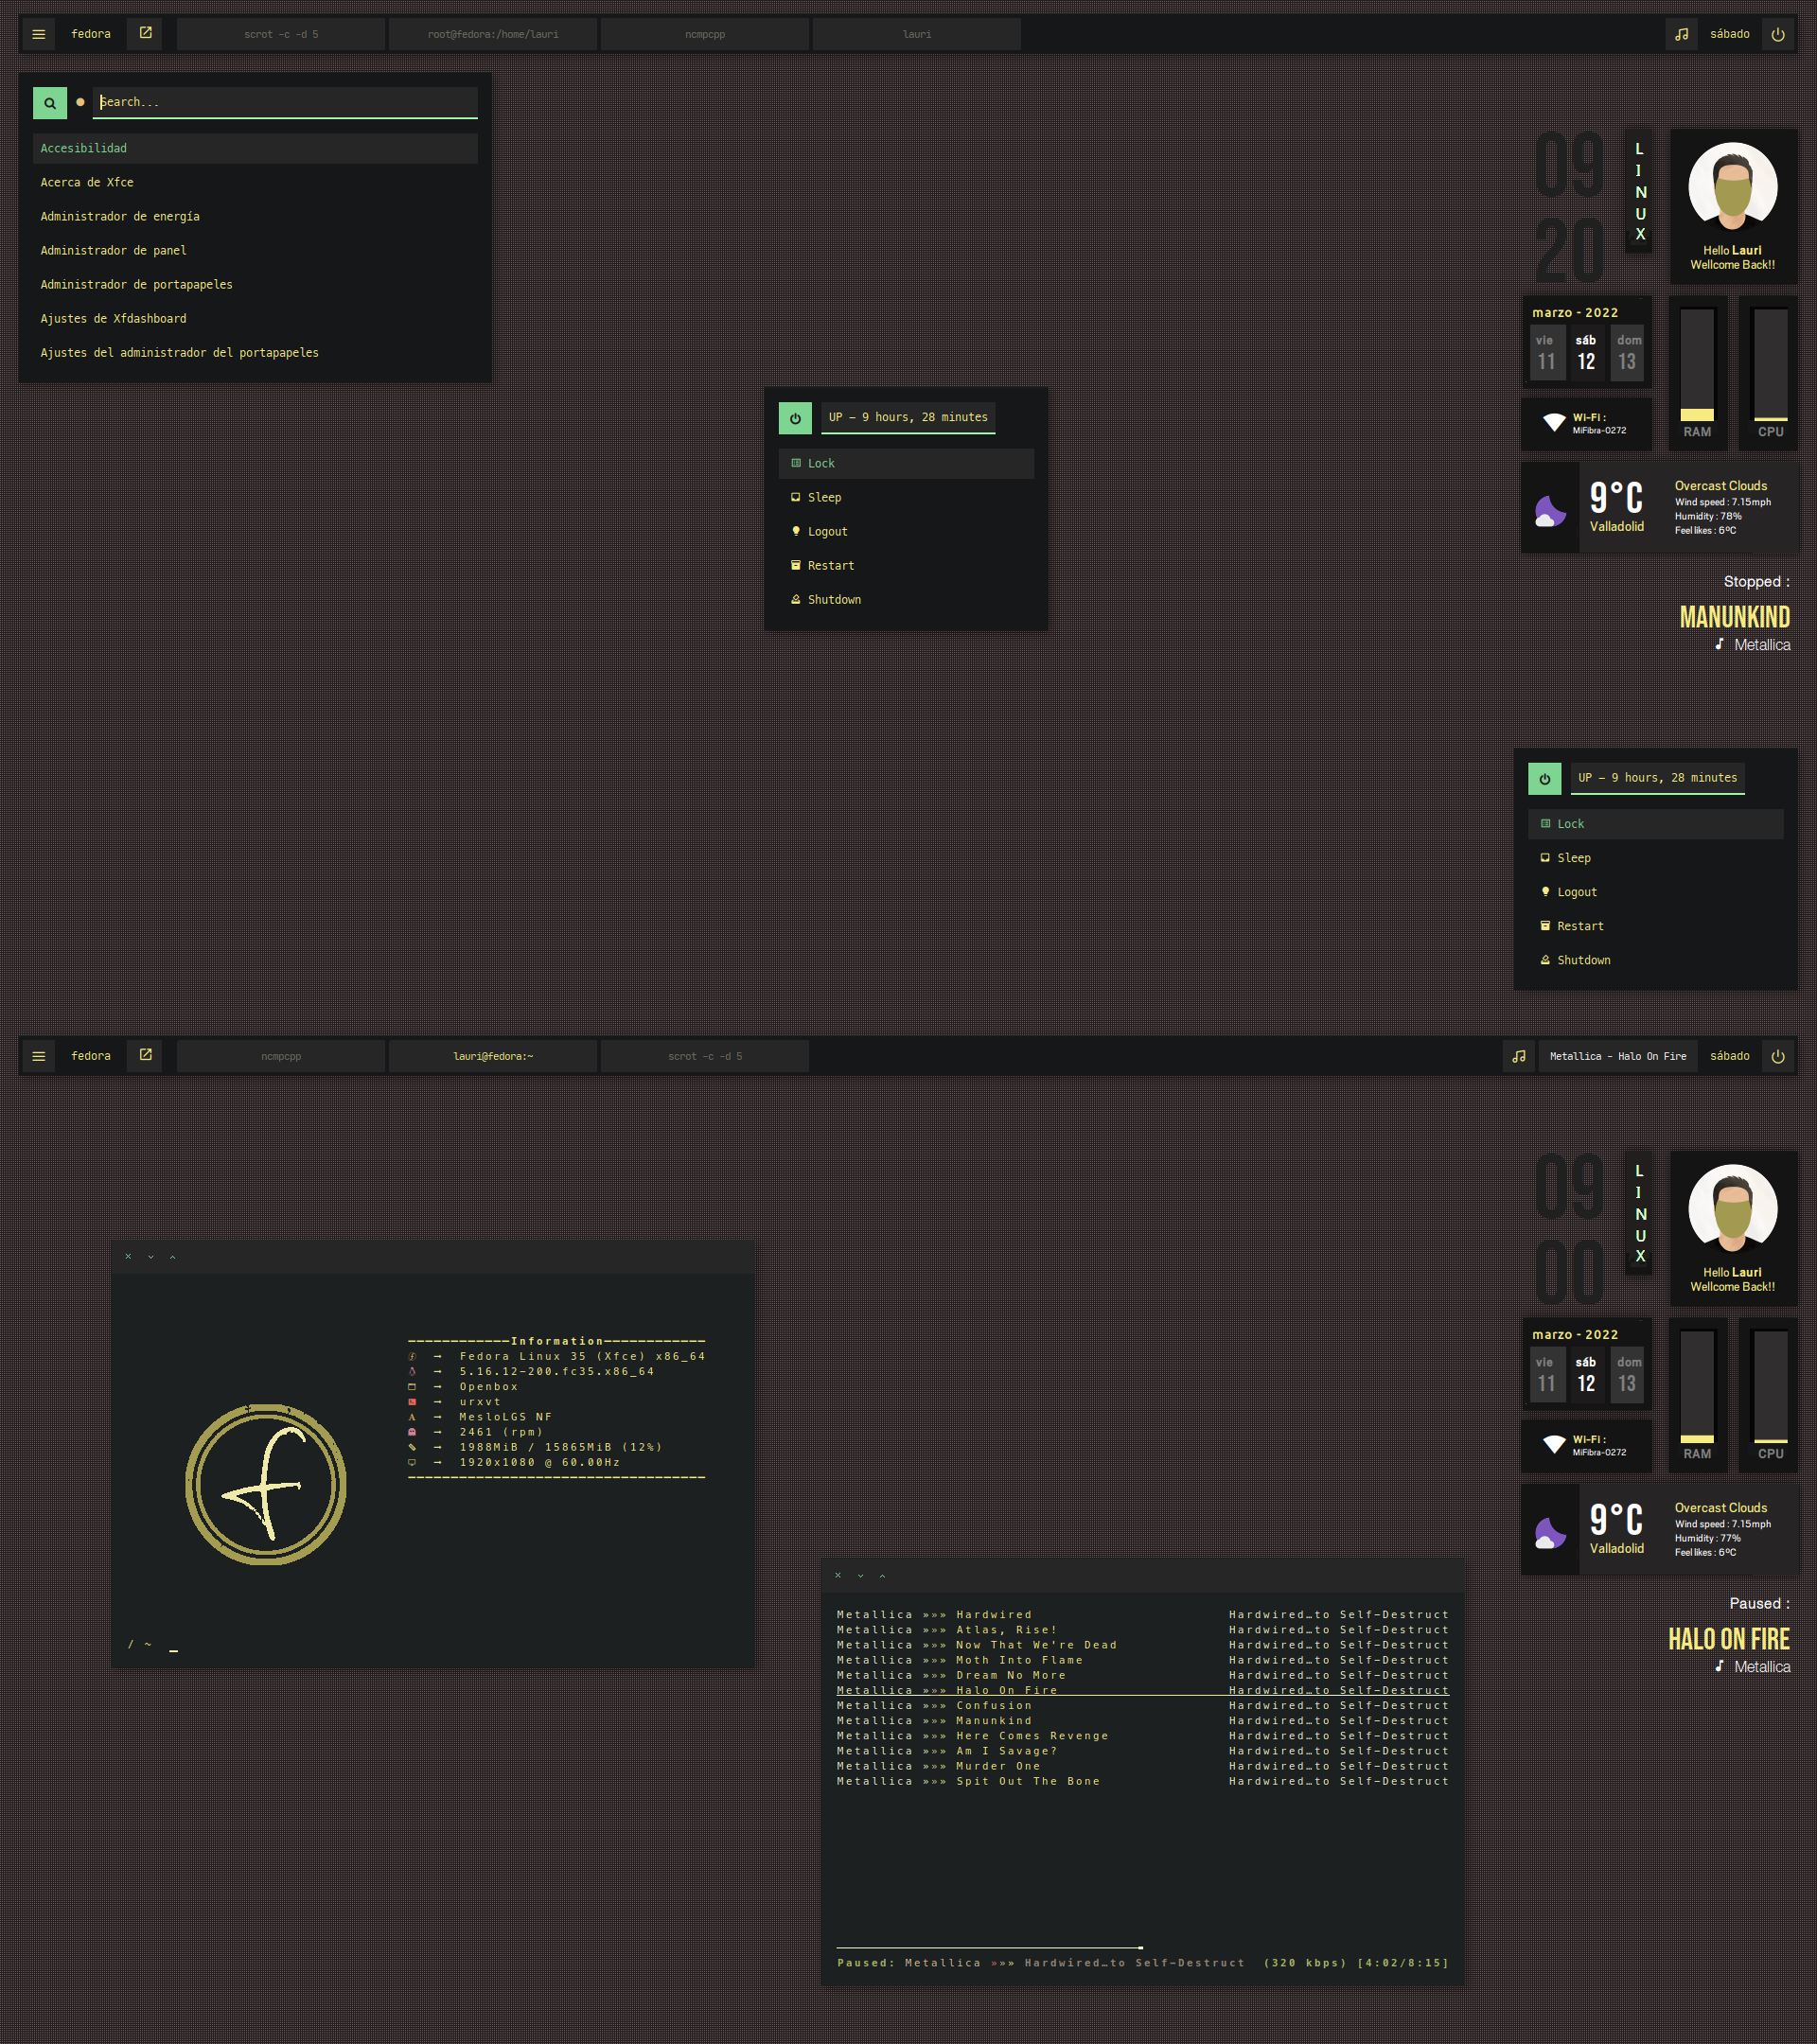 fedora
scrot -c -d 5
root@fedora:/home/lauri
ncmpcpp
lauri
sábado
Search...
Accesibilidad
Acerca de Xfce
Administrador de energía
Administrador de panel
Administrador de portapapeles
Ajustes de Xfdashboard
Ajustes del administrador del portapapeles
UP – 9 hours, 28 minutes
Lock
Sleep
Logout
Restart
Shutdown
09
20
L
I
N
U
X
Hello Lauri
Wellcome Back!!
marzo - 2022
vie sáb dom
11 12 13
Wi-Fi :
MiFibra-0272
RAM
CPU
9°C
Valladolid
Overcast Clouds
Wind speed : 7.15mph
Humidity : 78%
Feel likes : 6ºC
Stopped :
MANUNKIND
Metallica
UP – 9 hours, 28 minutes
Lock
Sleep
Logout
Restart
Shutdown
fedora
ncmpcpp
lauri@fedora:~
scrot -c -d 5
Metallica - Halo On Fire
sábado
09
00
L
I
N
U
X
Hello Lauri
Wellcome Back!!
marzo - 2022
vie sáb dom
11 12 13
Wi-Fi :
MiFibra-0272
RAM
CPU
9°C
Valladolid
Overcast Clouds
Wind speed : 7.15mph
Humidity : 77%
Feel likes : 6ºC
Paused :
HALO ON FIRE
Metallica
Information
→ Fedora Linux 35 (Xfce) x86_64
→ 5.16.12-200.fc35.x86_64
→ Openbox
→ urxvt
→ MesloLGS NF
→ 2461 (rpm)
→ 1988MiB / 15865MiB (12%)
→ 1920x1080 @ 60.00Hz
/ ~ _
Metallica »»» Hardwired Hardwired…to Self-Destruct
Metallica »»» Atlas, Rise! Hardwired…to Self-Destruct
Metallica »»» Now That We're Dead Hardwired…to Self-Destruct
Metallica »»» Moth Into Flame Hardwired…to Self-Destruct
Metallica »»» Dream No More Hardwired…to Self-Destruct
Metallica »»» Halo On Fire Hardwired…to Self-Destruct
Metallica »»» Confusion Hardwired…to Self-Destruct
Metallica »»» Manunkind Hardwired…to Self-Destruct
Metallica »»» Here Comes Revenge Hardwired…to Self-Destruct
Metallica »»» Am I Savage? Hardwired…to Self-Destruct
Metallica »»» Murder One Hardwired…to Self-Destruct
Metallica »»» Spit Out The Bone Hardwired…to Self-Destruct
Paused: Metallica »»» Hardwired…to Self-Destruct (320 kbps) [4:02/8:15]